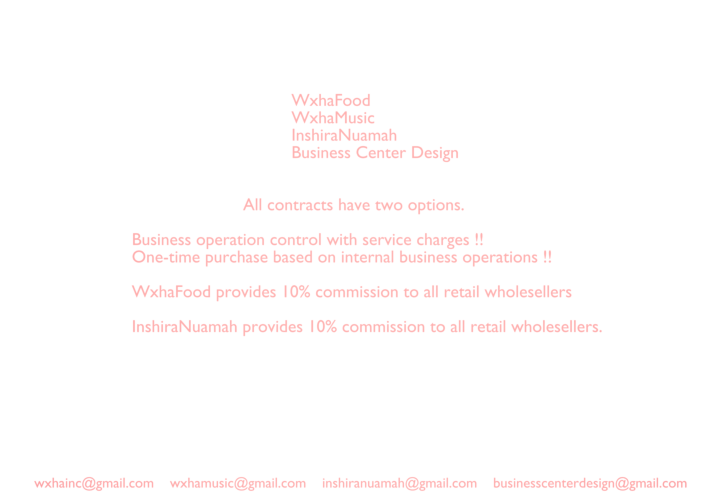 WxhaFood
WxhaMusic
InshiraNuamah
Business Center Design
All contracts have two options.
Business operation control with service charges !!
One-time purchase based on internal business operations !!
WxhaFood provides 10% commission to all retail wholesellers
InshiraNuamah provides 10% commission to all retail wholesellers.
wxhainc@gmail.com wxhamusic@gmail.com inshiranuamah@gmail.com businesscenterdesign@gmail.com